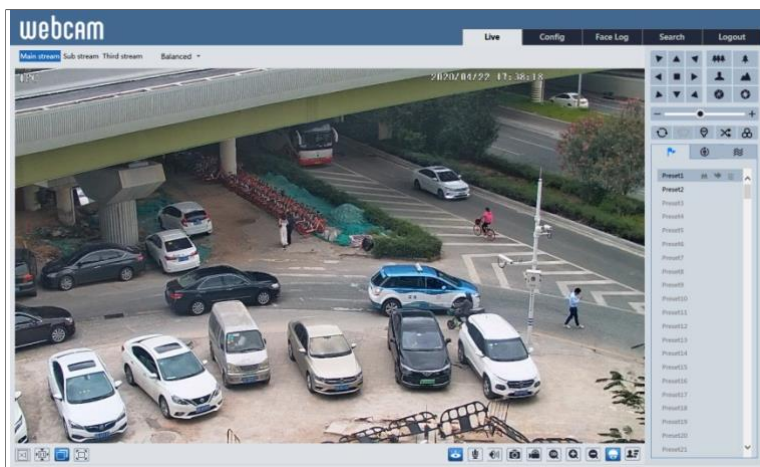 webcam
Live Config Face Log Search Logout
Main stream Sub stream Third stream Balanced
2020/04/22 17:38:18
Preset1
Preset2
Preset3
Preset4
Preset5
Preset6
Preset7
Preset8
Preset9
Preset10
Preset11
Preset12
Preset13
Preset14
Preset15
Preset16
Preset17
Preset18
Preset19
Preset20
Preset21